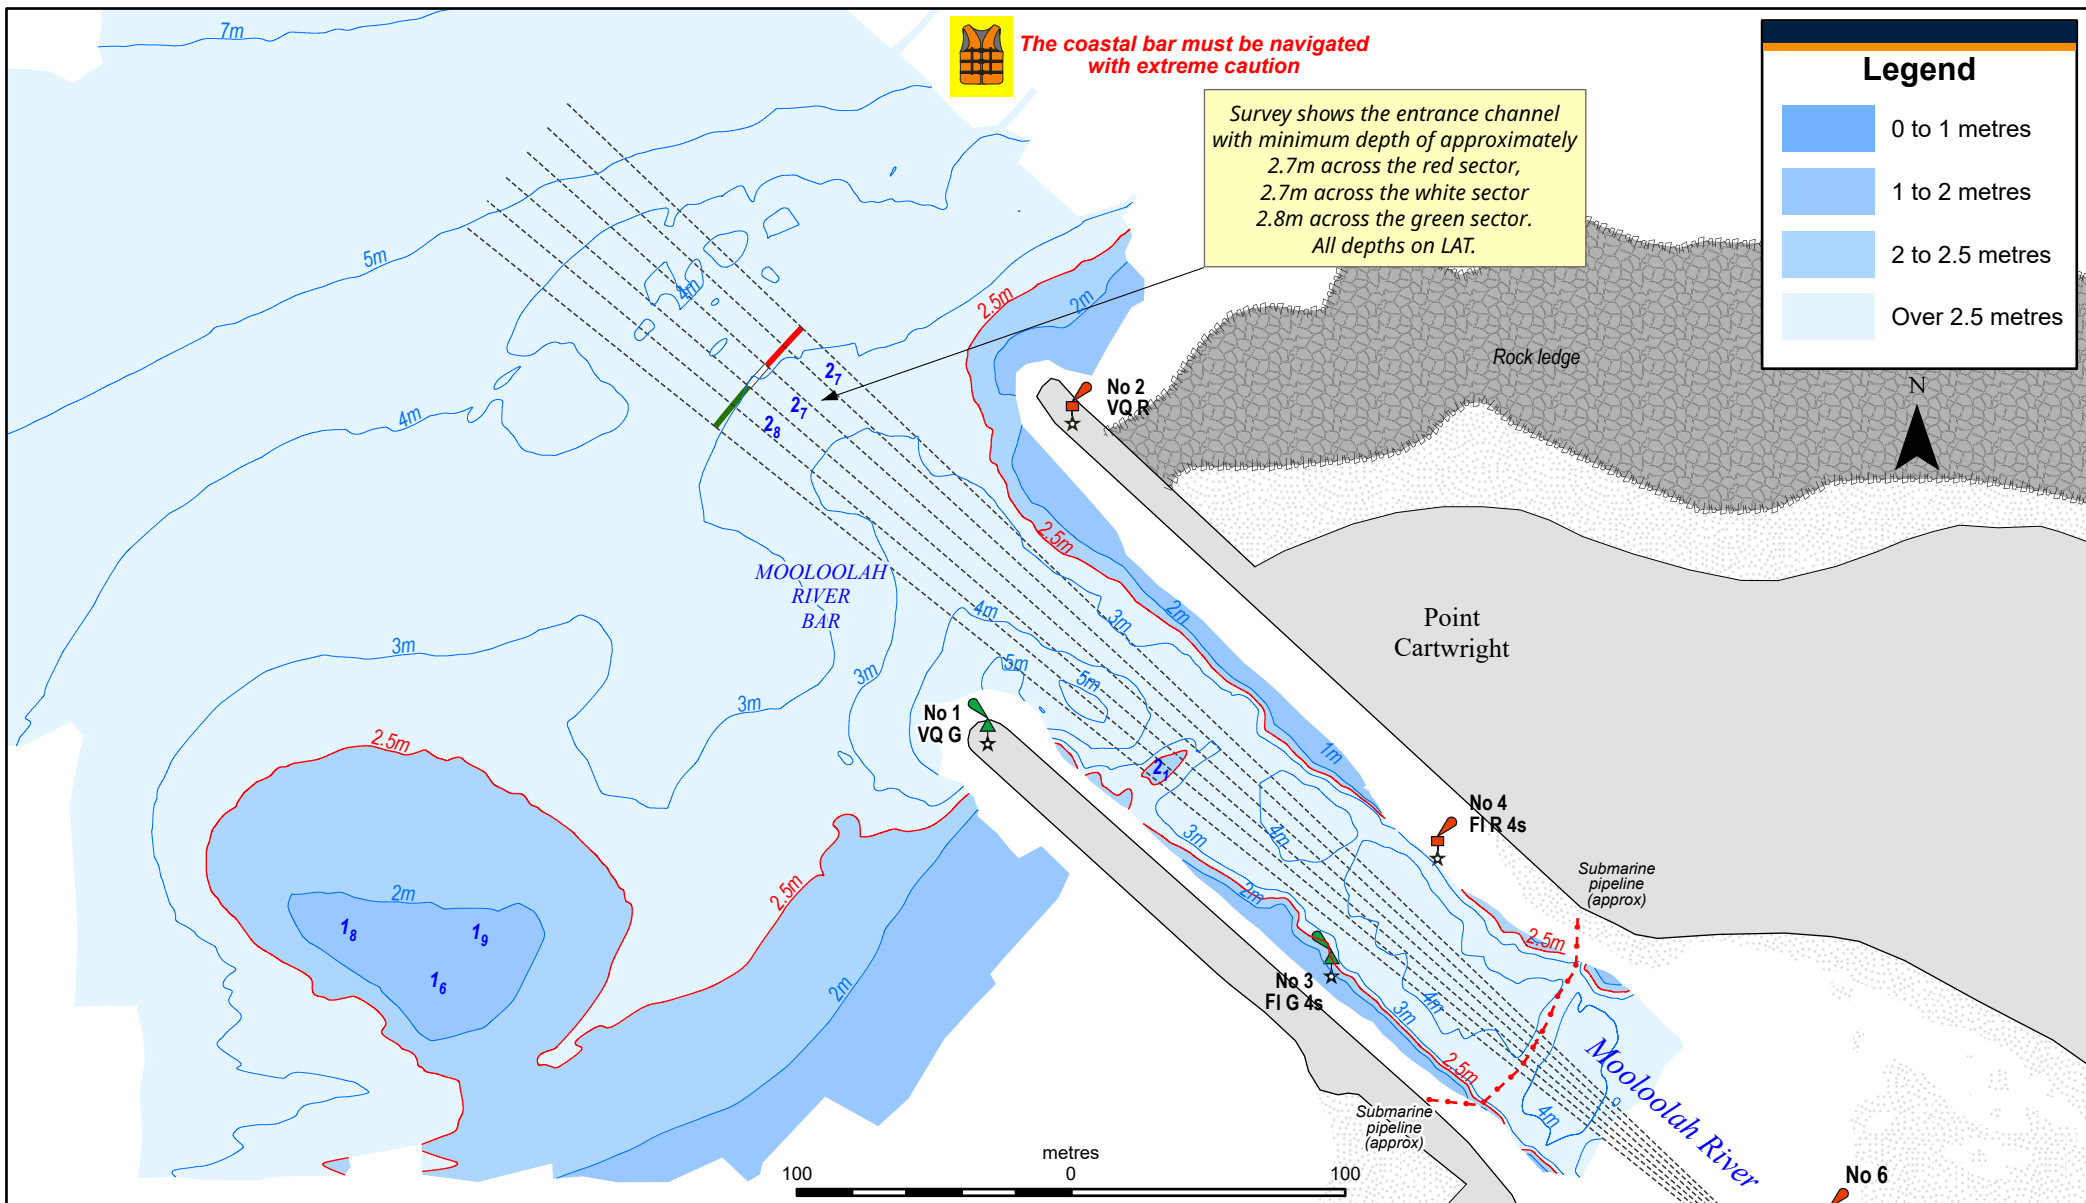 7m
The coastal bar must be navigated
with extreme caution
Legend
0 to 1 metres
1 to 2 metres
2 to 2.5 metres
Over 2.5 metres
Survey shows the entrance channel
with minimum depth of approximately
2.7m across the red sector,
2.7m across the white sector
2.8m across the green sector.
All depths on LAT.
5m
4m
2.5m
2m
Rock ledge
N
2₇
2₇
2₈
No 2
VQ R
4m
2.5m
MOOLOOLAH
RIVER
BAR
4m
2m
3m
Point
Cartwright
3m
3m
5m
5m
3m
No 1
VQ G
2.5m
1m
2₁
No 4
Fl R 4s
3m
4m
Submarine
pipeline
(approx)
2m
1₈
1₉
1₆
2.5m
2m
2.5m
No 3
Fl G 4s
2m
4m
3m
2.5m
Mooloolah River
4m
Submarine
pipeline
(approx)
metres
100
0
100
No 6